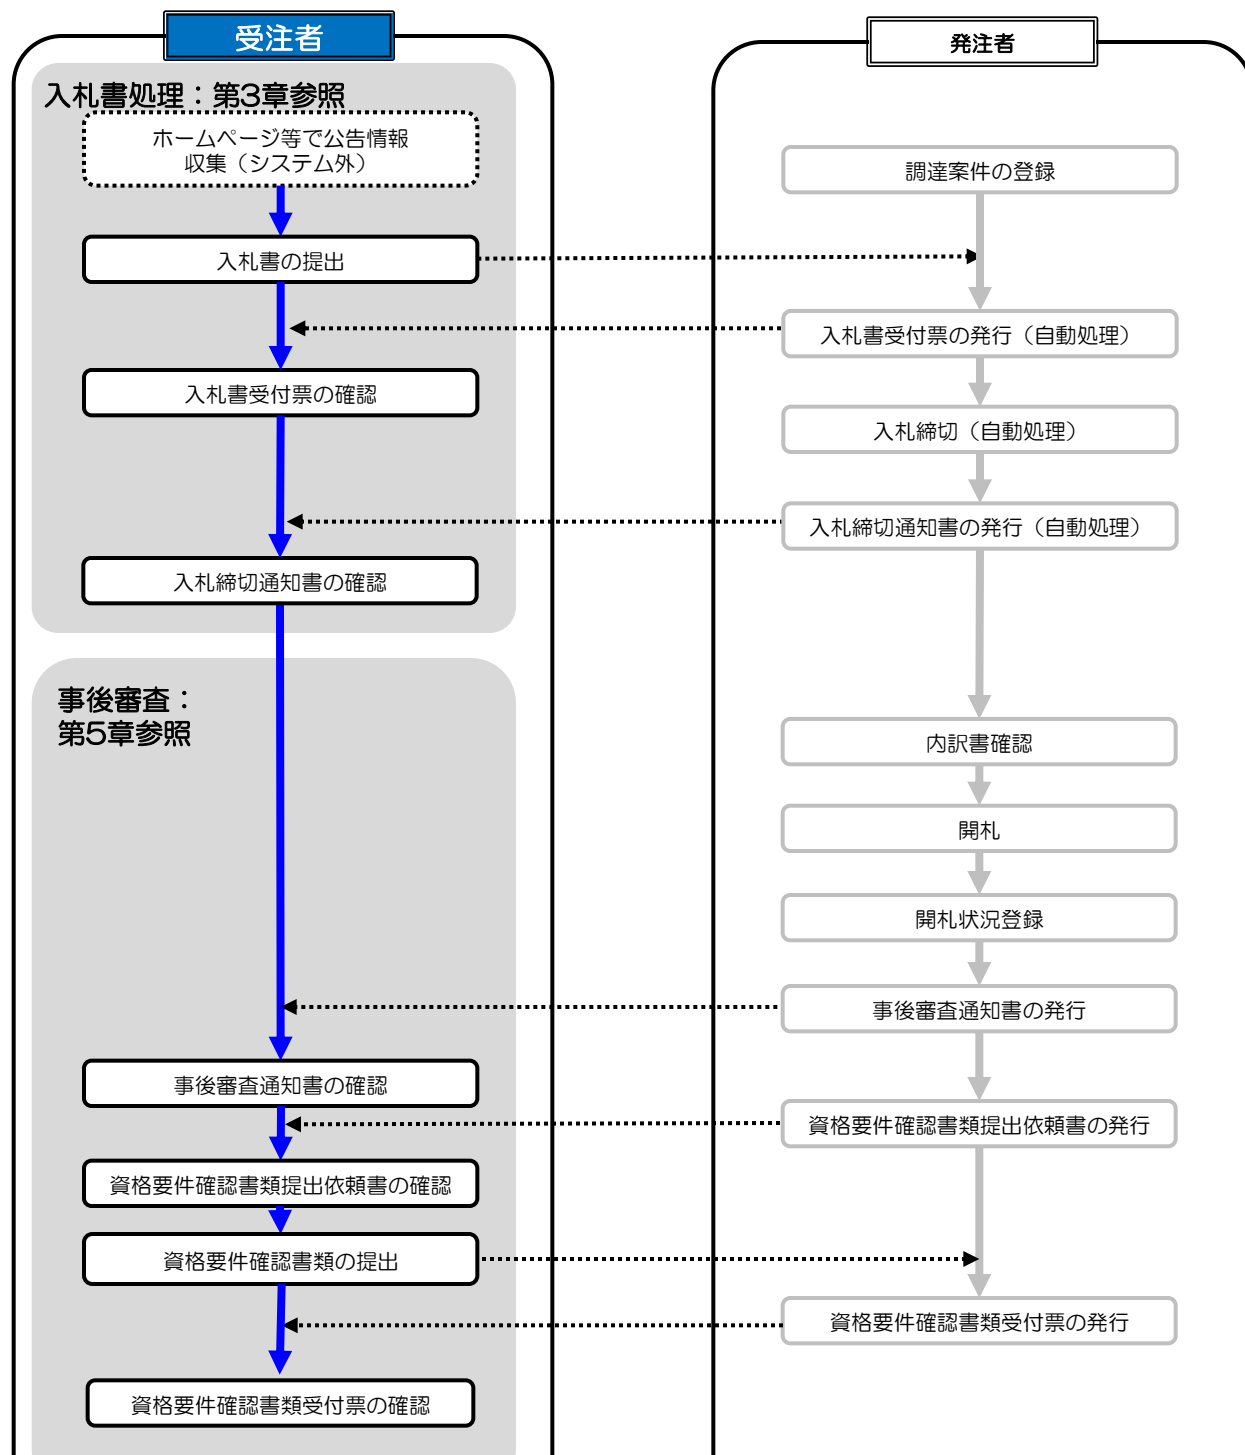 受注者
入札書処理：第3章参照
ホームページ等で公告情報
収集（システム外）
入札書の提出
入札書受付票の確認
入札締切通知書の確認
事後審査：
第5章参照
事後審査通知書の確認
資格要件確認書類提出依頼書の確認
資格要件確認書類の提出
資格要件確認書類受付票の確認
発注者
調達案件の登録
入札書受付票の発行（自動処理）
入札締切（自動処理）
入札締切通知書の発行（自動処理）
内訳書確認
開札
開札状況登録
事後審査通知書の発行
資格要件確認書類提出依頼書の発行
資格要件確認書類受付票の発行